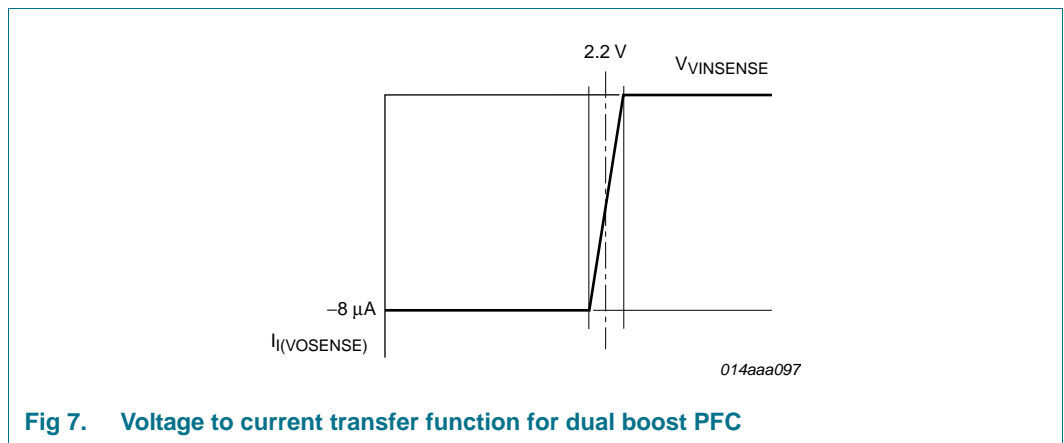 2.2 V
VVINSENSE
−8 μA
II(VOSENSE)
014aaa097
Fig 7. Voltage to current transfer function for dual boost PFC